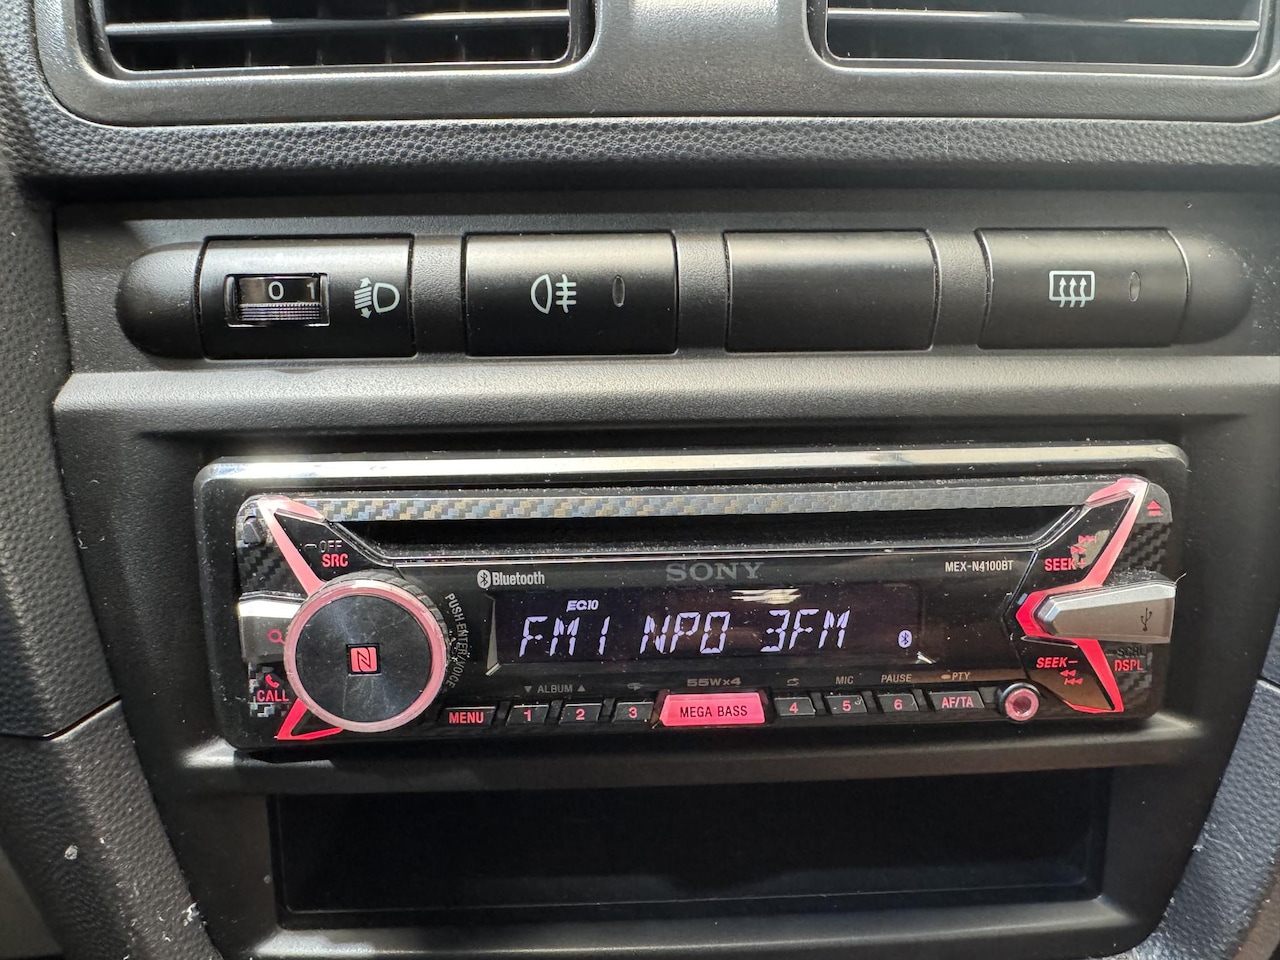 0 1
OFF
SRC
Bluetooth
SONY
MEX-N4100BT
SEEK+
PUSH ENTER/VOICE
EQ10
FM1 NPO 3FM
CALL
SEEK–
SCRL
DSPL
▼ ALBUM ▲
55W×4
MIC
PAUSE
PTY
MENU
1
2
3
MEGA BASS
4
5
6
AF/TA